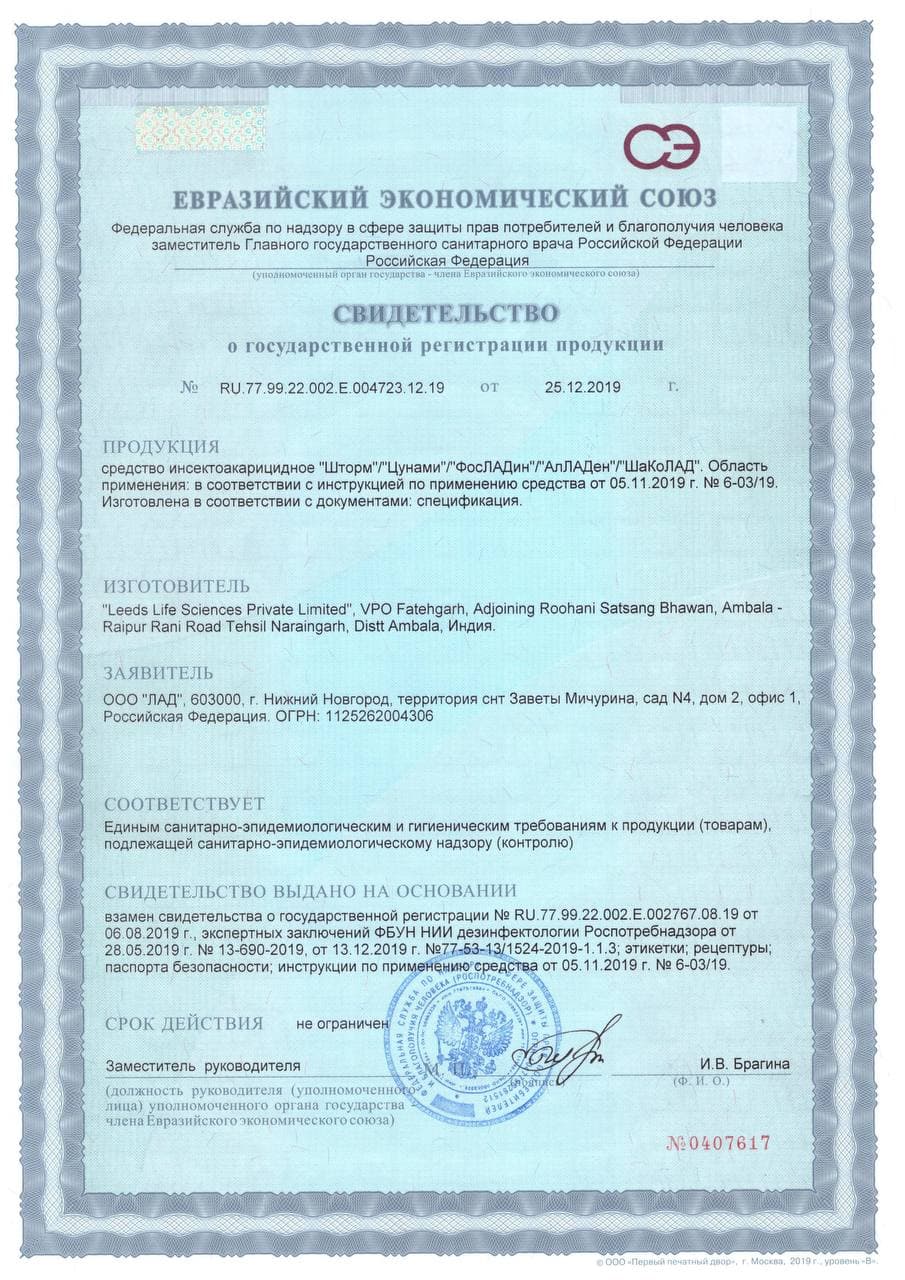 СЭ
ЕВРАЗИЙСКИЙ ЭКОНОМИЧЕСКИЙ СОЮЗ
Федеральная служба по надзору в сфере защиты прав потребителей и благополучия человека
заместитель Главного государственного санитарного врача Российской Федерации
Российская Федерация
(уполномоченный орган государства - члена Евразийского экономического союза)
СВИДЕТЕЛЬСТВО
о государственной регистрации продукции
№ RU.77.99.22.002.E.004723.12.19 от 25.12.2019 г.
ПРОДУКЦИЯ
средство инсектоакарицидное "Шторм"/"Цунами"/"ФосЛАДин"/"АлЛАДен"/"ШаКоЛАД". Область
применения: в соответствии с инструкцией по применению средства от 05.11.2019 г. № 6-03/19.
Изготовлена в соответствии с документами: спецификация.
ИЗГОТОВИТЕЛЬ
"Leeds Life Sciences Private Limited", VPO Fatehgarh, Adjoining Roohani Satsang Bhawan, Ambala -
Raipur Rani Road Tehsil Naraingarh, Distt Ambala, Индия.
ЗАЯВИТЕЛЬ
ООО "ЛАД", 603000, г. Нижний Новгород, территория снт Заветы Мичурина, сад N4, дом 2, офис 1,
Российская Федерация. ОГРН: 1125262004306
СООТВЕТСТВУЕТ
Единым санитарно-эпидемиологическим и гигиеническим требованиям к продукции (товарам),
подлежащей санитарно-эпидемиологическому надзору (контролю)
СВИДЕТЕЛЬСТВО ВЫДАНО НА ОСНОВАНИИ
взамен свидетельства о государственной регистрации № RU.77.99.22.002.E.002767.08.19 от
06.08.2019 г., экспертных заключений ФБУН НИИ дезинфектологии Роспотребнадзора от
28.05.2019 г. № 13-690-2019, от 13.12.2019 г. №77-53-13/1524-2019-1.1.3; этикетки; рецептуры;
паспорта безопасности; инструкции по применению средства от 05.11.2019 г. № 6-03/19.
СРОК ДЕЙСТВИЯ не ограничен
Заместитель руководителя И.В. Брагина
М. П. (подпись) (Ф. И. О.)
(должность руководителя (уполномоченного
лица) уполномоченного органа государства -
члена Евразийского экономического союза)
№0407617
© ООО «Первый печатный двор», г. Москва, 2019 г., уровень «В».